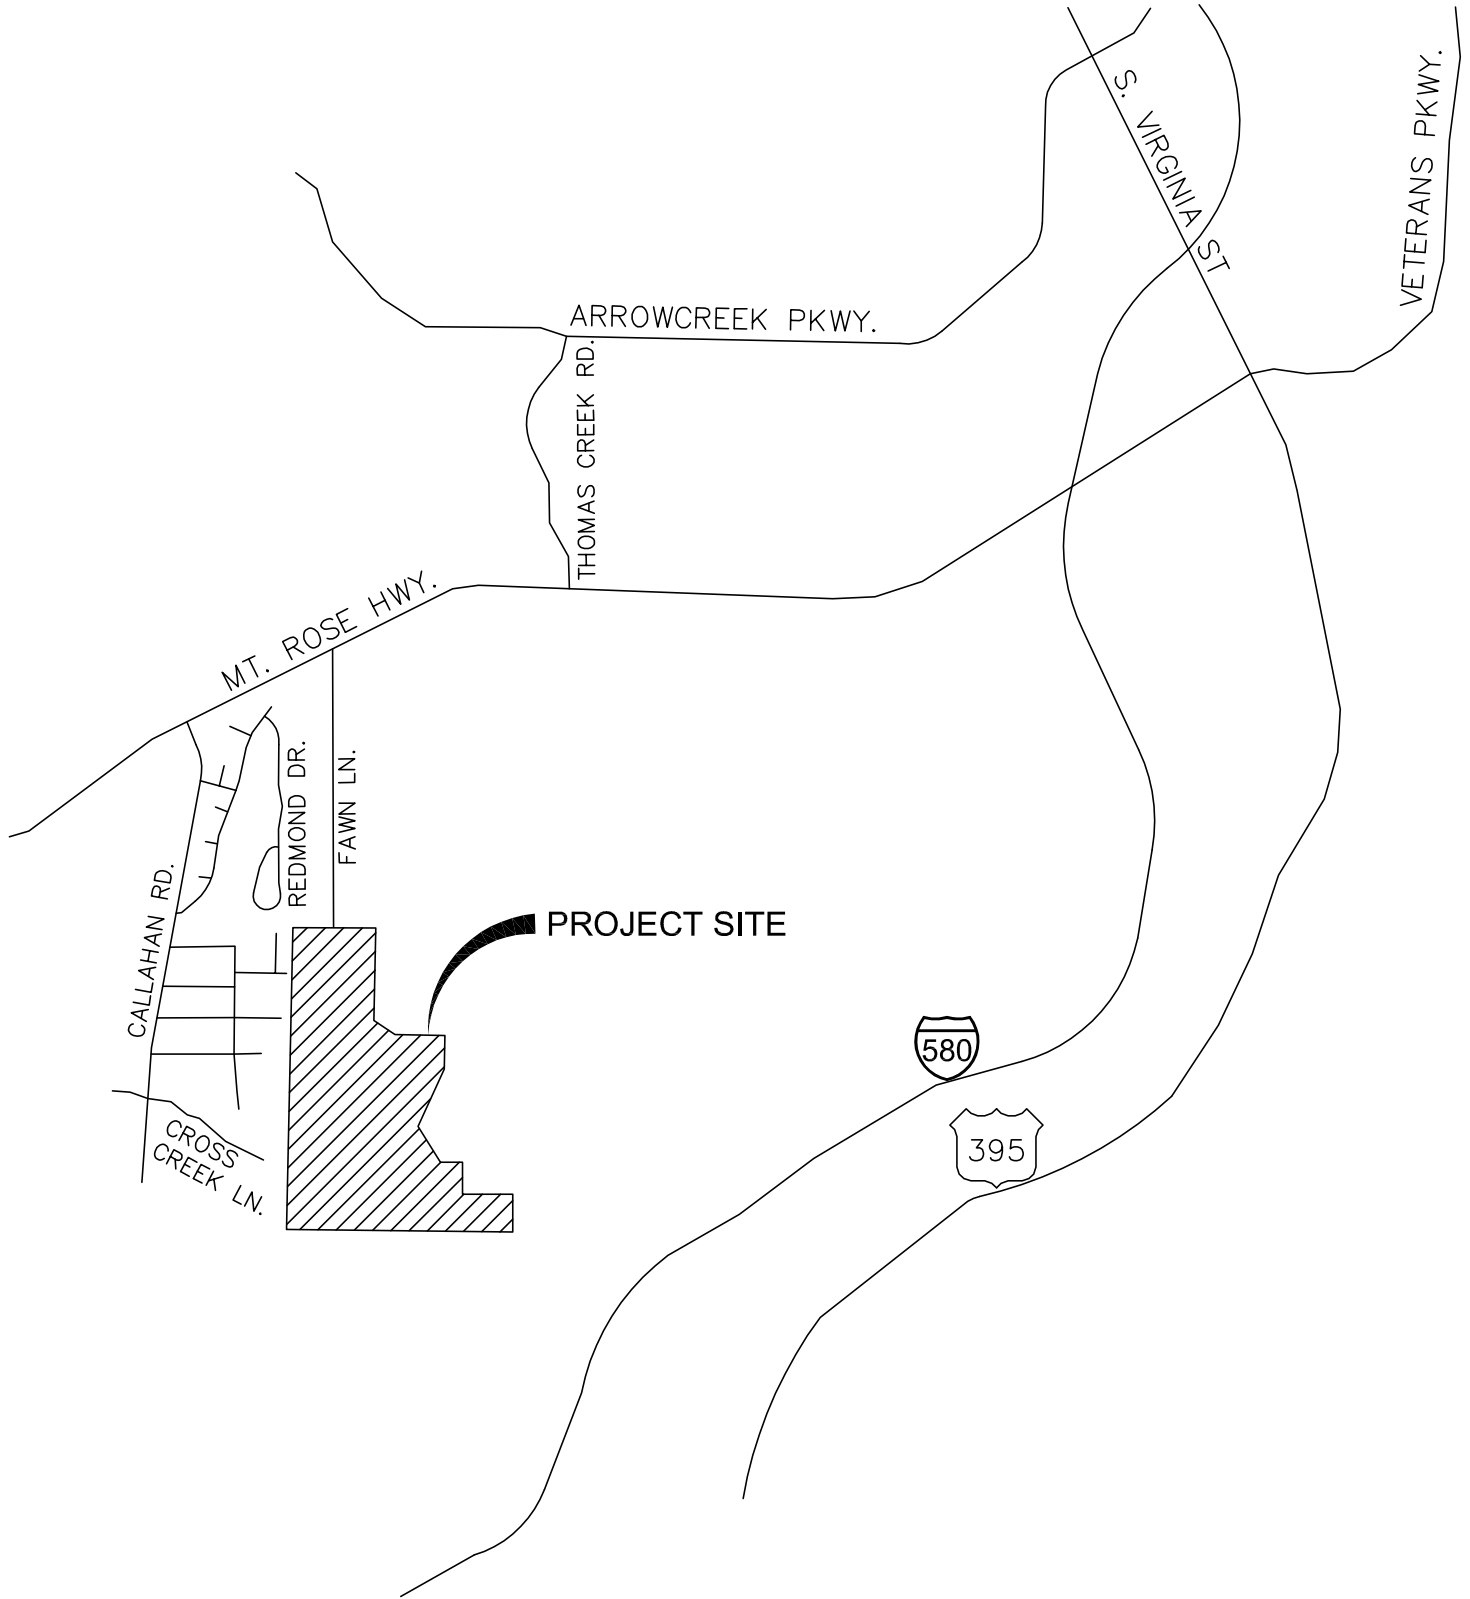 S. VIRGINIA ST
VETERANS PKWY.
ARROWCREEK PKWY.
THOMAS CREEK RD.
MT. ROSE HWY.
REDMOND DR.
FAWN LN.
CALLAHAN RD.
PROJECT SITE
580
395
CROSS
CREEK LN.